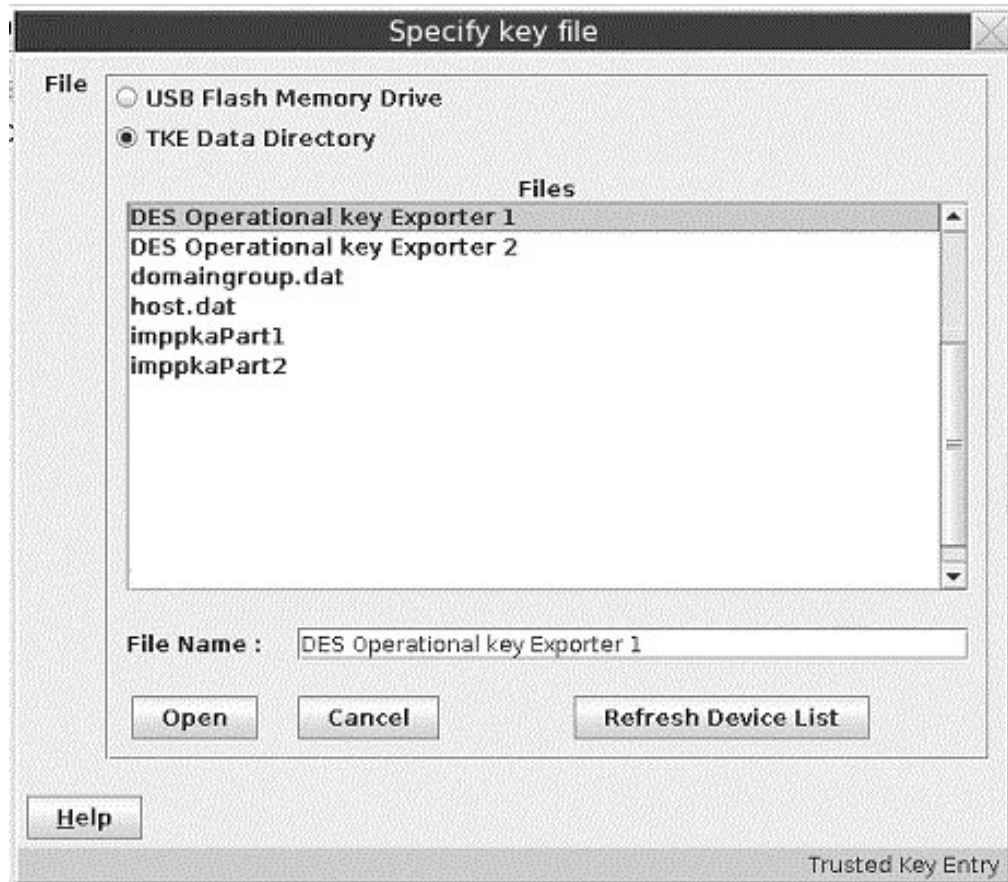 Specify key file
File
USB Flash Memory Drive
TKE Data Directory
Files
DES Operational key Exporter 1
DES Operational key Exporter 2
domaingroup.dat
host.dat
imppkaPart1
imppkaPart2
File Name :
DES Operational key Exporter 1
Open
Cancel
Refresh Device List
Help
Trusted Key Entry